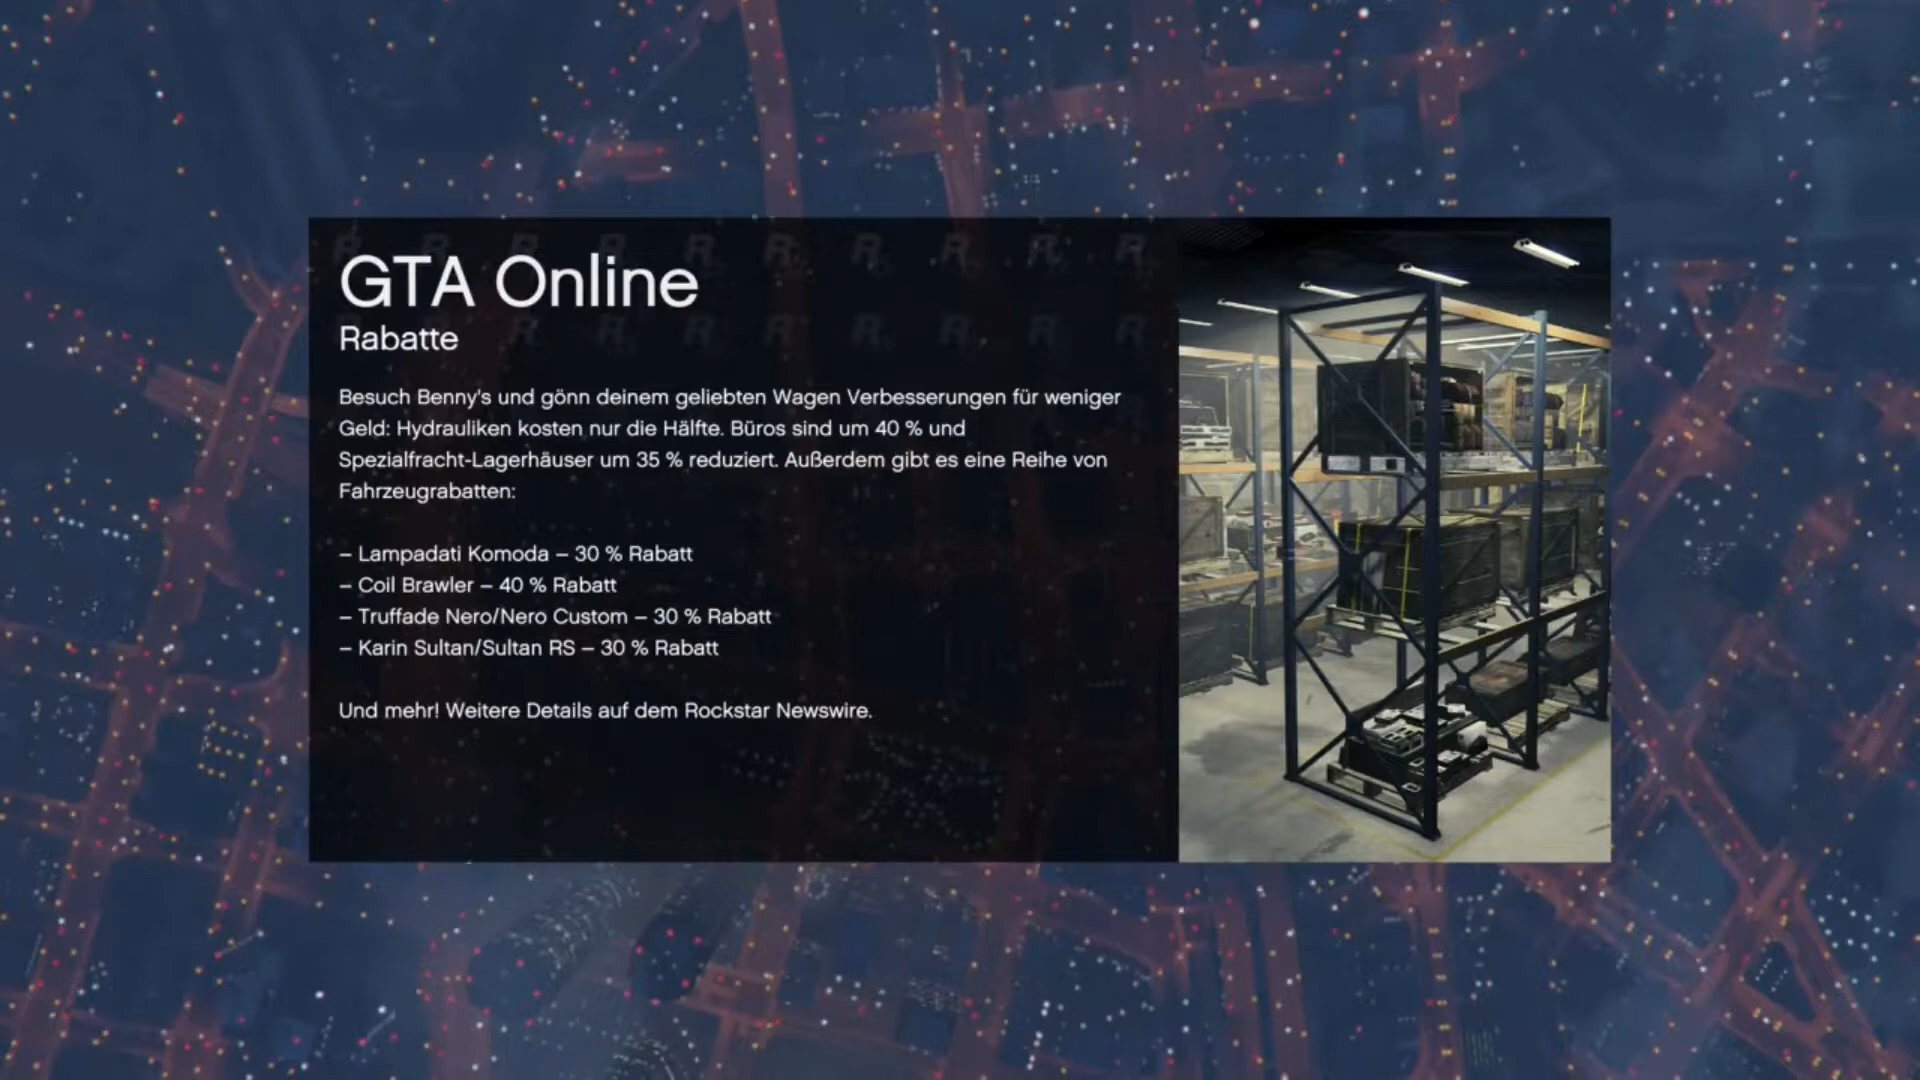 GTA Online
Rabatte
Besuch Benny's und gönn deinem geliebten Wagen Verbesserungen für weniger
Geld: Hydrauliken kosten nur die Hälfte. Büros sind um 40 % und
Spezialfracht-Lagerhäuser um 35 % reduziert. Außerdem gibt es eine Reihe von
Fahrzeugrabatten:
– Lampadati Komoda – 30 % Rabatt
– Coil Brawler – 40 % Rabatt
– Truffade Nero/Nero Custom – 30 % Rabatt
– Karin Sultan/Sultan RS – 30 % Rabatt
Und mehr! Weitere Details auf dem Rockstar Newswire.